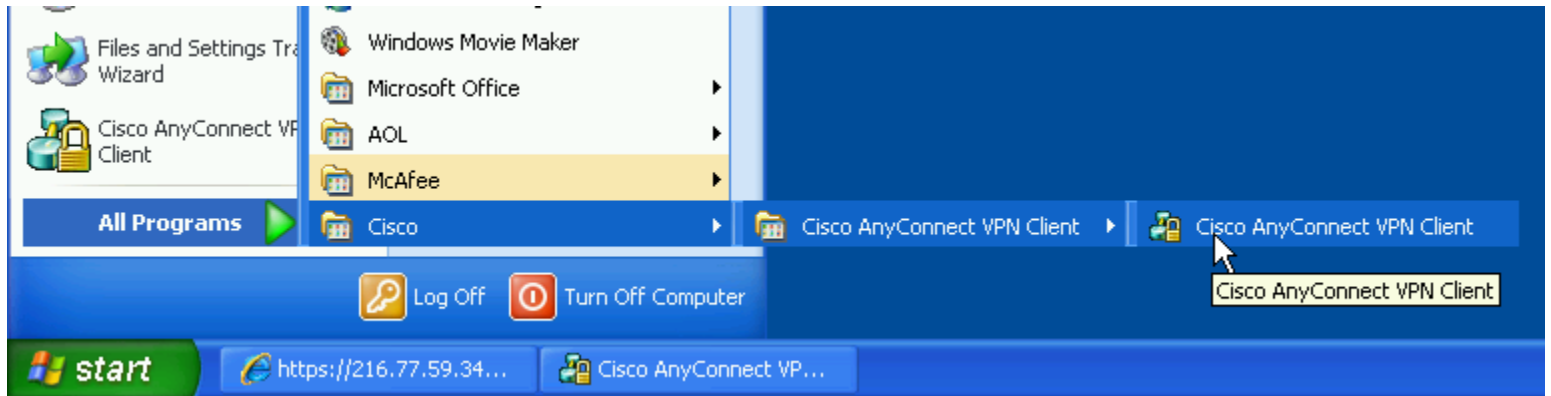 Files and Settings Tra
Wizard
Cisco AnyConnect VP
Client
All Programs
Windows Movie Maker
Microsoft Office
AOL
McAfee
Cisco
Cisco AnyConnect VPN Client
Cisco AnyConnect VPN Client
Cisco AnyConnect VPN Client
Log Off
Turn Off Computer
start
https://216.77.59.34...
Cisco AnyConnect VP...